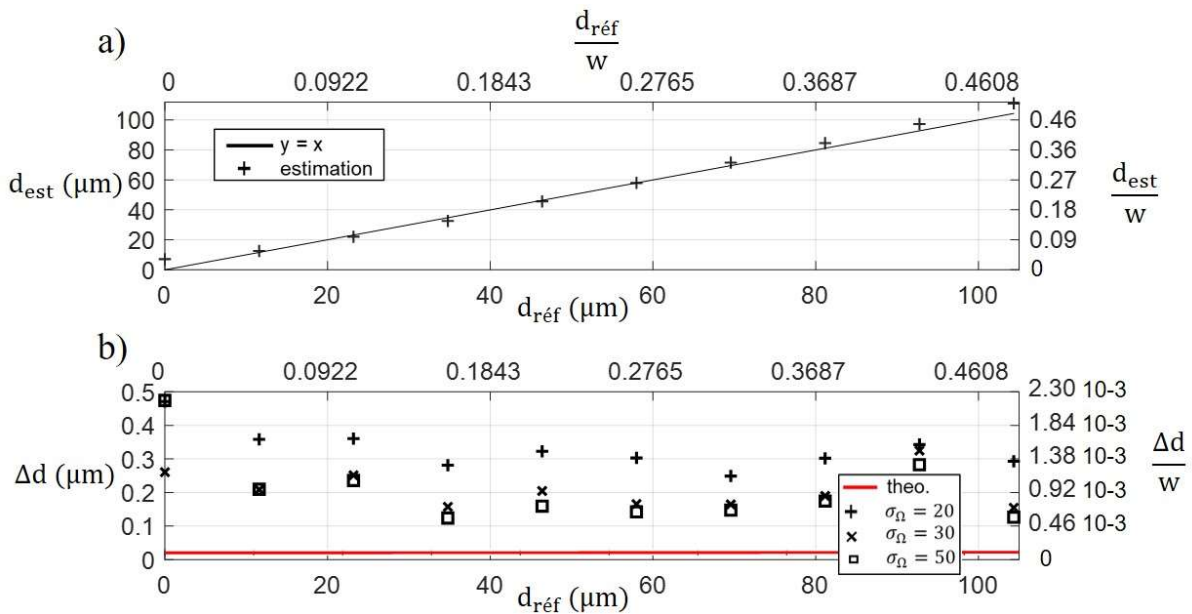 a)
d_réf
w
0 0.0922 0.1843 0.2765 0.3687 0.4608
100 0.46
y = x
80 0.36
estimation
d_est (μm) 60 0.27 d_est
w
40 0.18
20 0.09
0 0
0 20 40 60 80 100
d_réf (μm)
b)
0 0.0922 0.1843 0.2765 0.3687 0.4608
0.5 2.30 10-3
0.4 1.84 10-3
0.3 1.38 10-3
Δd (μm) Δd
w
0.2 0.92 10-3
theo.
σ_Ω = 20
0.1 0.46 10-3
σ_Ω = 30
0 0
σ_Ω = 50
0 20 40 60 80 100
d_réf (μm)